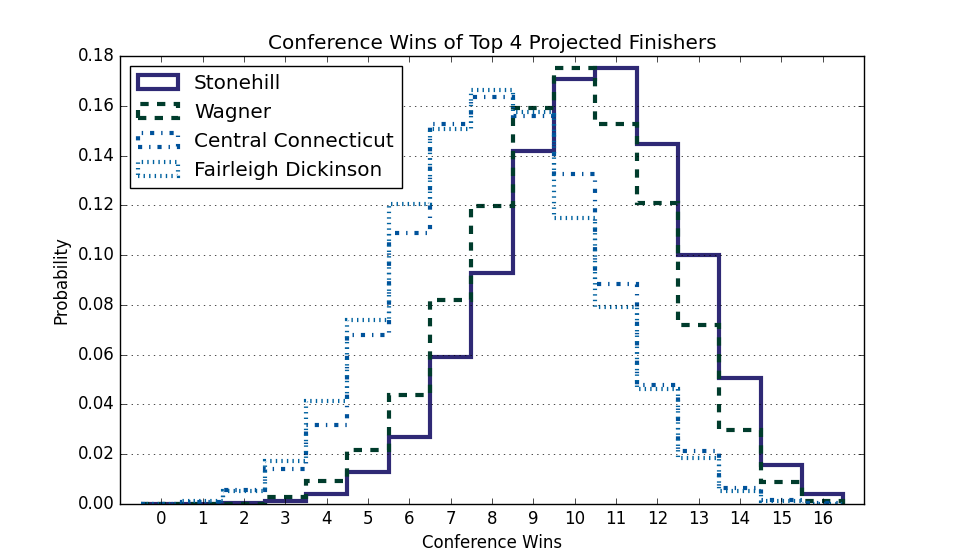 Conference Wins of Top 4 Projected Finishers
Stonehill
Wagner
Central Connecticut
Fairleigh Dickinson
0.18
0.16
0.14
0.12
0.10
0.08
0.06
0.04
0.02
0.00
Probability
0 1 2 3 4 5 6 7 8 9 10 11 12 13 14 15 16
Conference Wins